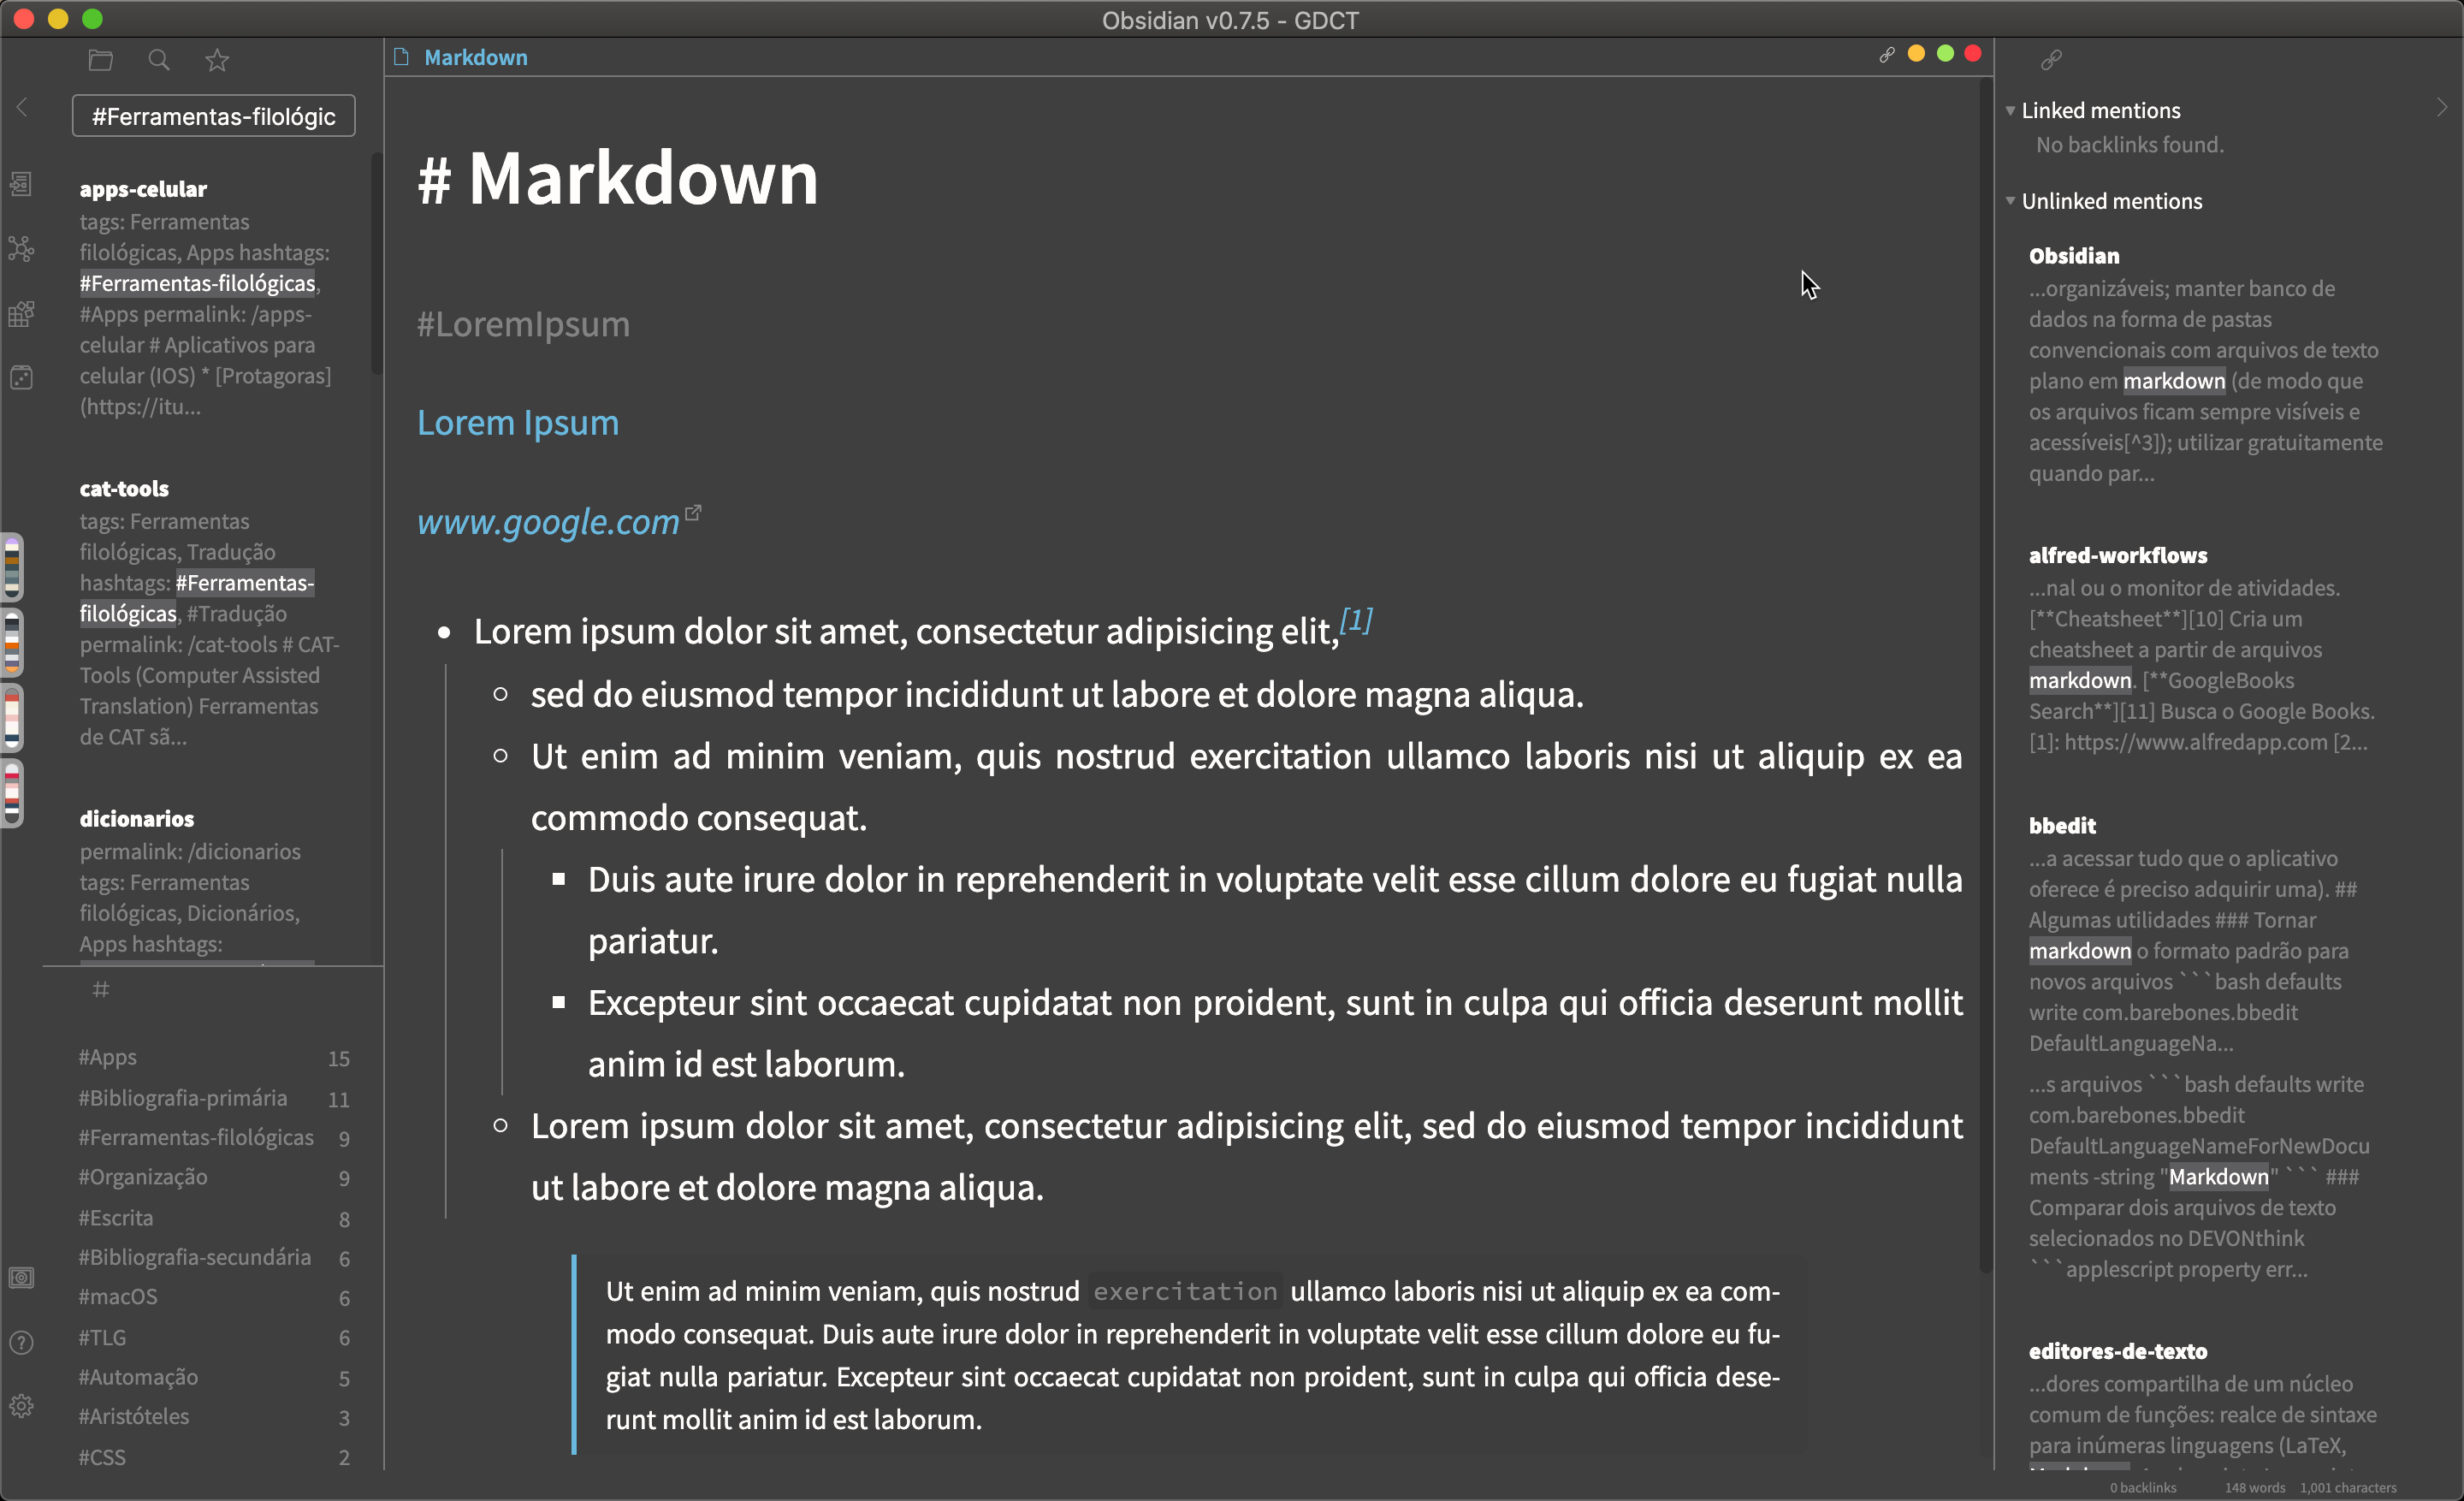 Obsidian v0.7.5 - GDCT
#Ferramentas-filológic
apps-celular
tags: Ferramentas
filológicas, Apps hashtags:
#Ferramentas-filológicas,
#Apps permalink: /apps-
celular # Aplicativos para
celular (IOS) * [Protagoras]
(https://itu...
cat-tools
tags: Ferramentas
filológicas, Tradução
hashtags: #Ferramentas-
filológicas, #Tradução
permalink: /cat-tools # CAT-
Tools (Computer Assisted
Translation) Ferramentas
de CAT sã...
dicionarios
permalink: /dicionarios
tags: Ferramentas
filológicas, Dicionários,
Apps hashtags:
#
#Apps 15
#Bibliografia-primária 11
#Ferramentas-filológicas 9
#Organização 9
#Escrita 8
#Bibliografia-secundária 6
#macOS 6
#TLG 6
#Automação 5
#Aristóteles 3
#CSS 2
Markdown
# Markdown
#LoremIpsum
Lorem Ipsum
www.google.com
• Lorem ipsum dolor sit amet, consectetur adipisicing elit,[1]
○ sed do eiusmod tempor incididunt ut labore et dolore magna aliqua.
○ Ut enim ad minim veniam, quis nostrud exercitation ullamco laboris nisi ut aliquip ex ea
commodo consequat.
▪ Duis aute irure dolor in reprehenderit in voluptate velit esse cillum dolore eu fugiat nulla
pariatur.
▪ Excepteur sint occaecat cupidatat non proident, sunt in culpa qui officia deserunt mollit
anim id est laborum.
○ Lorem ipsum dolor sit amet, consectetur adipisicing elit, sed do eiusmod tempor incididunt
ut labore et dolore magna aliqua.
Ut enim ad minim veniam, quis nostrud exercitation ullamco laboris nisi ut aliquip ex ea com-
modo consequat. Duis aute irure dolor in reprehenderit in voluptate velit esse cillum dolore eu fu-
giat nulla pariatur. Excepteur sint occaecat cupidatat non proident, sunt in culpa qui officia dese-
runt mollit anim id est laborum.
Linked mentions
No backlinks found.
Unlinked mentions
Obsidian
...organizáveis; manter banco de
dados na forma de pastas
convencionais com arquivos de texto
plano em markdown (de modo que
os arquivos ficam sempre visíveis e
acessíveis[^3]); utilizar gratuitamente
quando par...
alfred-workflows
...nal ou o monitor de atividades.
[**Cheatsheet**][10] Cria um
cheatsheet a partir de arquivos
markdown. [**GoogleBooks
Search**][11] Busca o Google Books.
[1]: https://www.alfredapp.com [2...
bbedit
...a acessar tudo que o aplicativo
oferece é preciso adquirir uma). ##
Algumas utilidades ### Tornar
markdown o formato padrão para
novos arquivos ```bash defaults
write com.barebones.bbedit
DefaultLanguageNa...
...s arquivos ```bash defaults write
com.barebones.bbedit
DefaultLanguageNameForNewDocu
ments -string "Markdown" ``` ###
Comparar dois arquivos de texto
selecionados no DEVONthink
```applescript property err...
editores-de-texto
...dores compartilha de um núcleo
comum de funções: realce de sintaxe
para inúmeras linguagens (LaTeX,
0 backlinks 148 words 1,001 characters